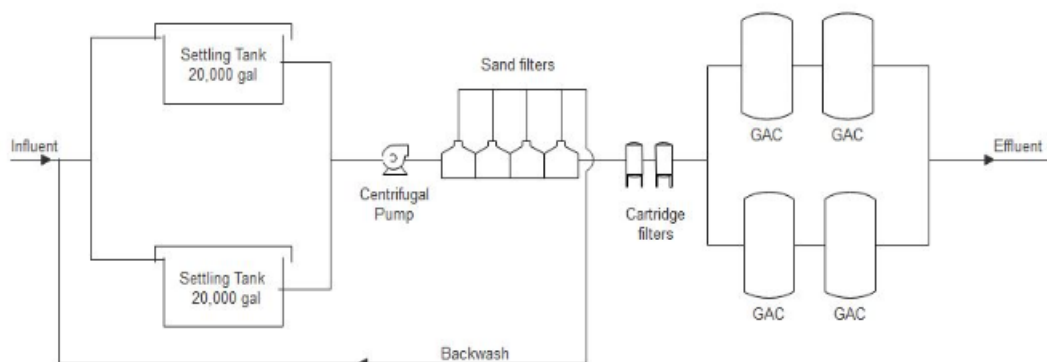 Settling Tank
20,000 gal
Sand filters
GAC
GAC
Influent
Effluent
Centrifugal
Pump
Cartridge
filters
Settling Tank
20,000 gal
GAC
GAC
Backwash